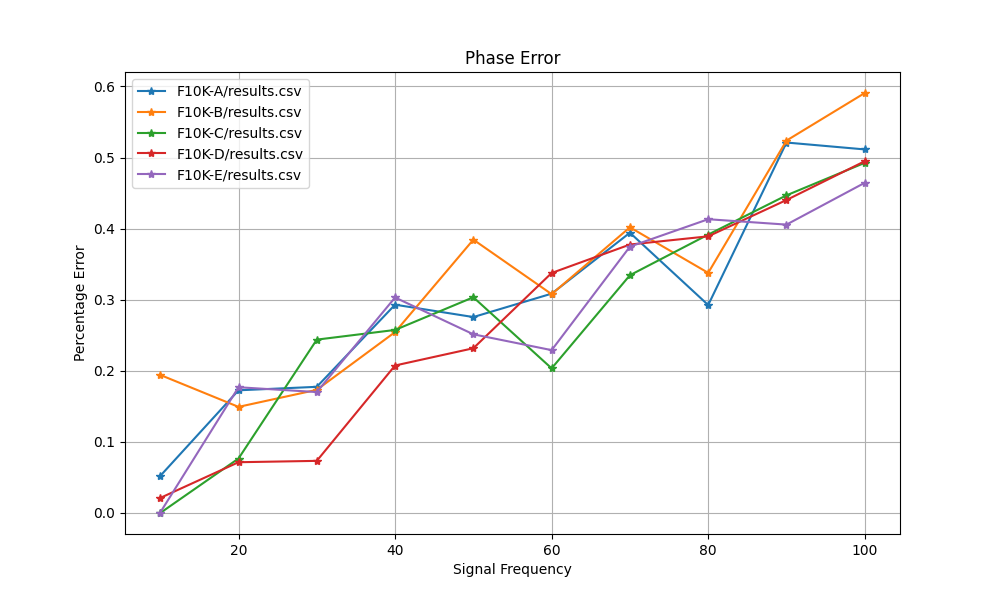 Phase Error
F10K-A/results.csv
F10K-B/results.csv
F10K-C/results.csv
F10K-D/results.csv
F10K-E/results.csv
Percentage Error
0.6
0.5
0.4
0.3
0.2
0.1
0.0
20 40 60 80 100
Signal Frequency